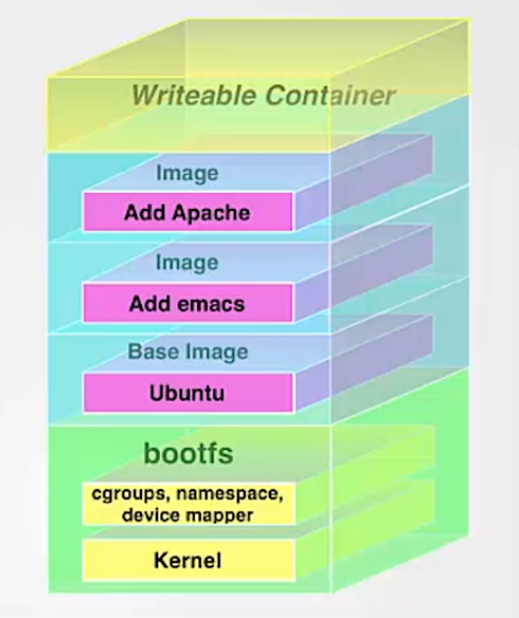 Writeable Container
Image
Add Apache
Image
Add emacs
Base Image
Ubuntu
bootfs
cgroups, namespace,
device mapper
Kernel